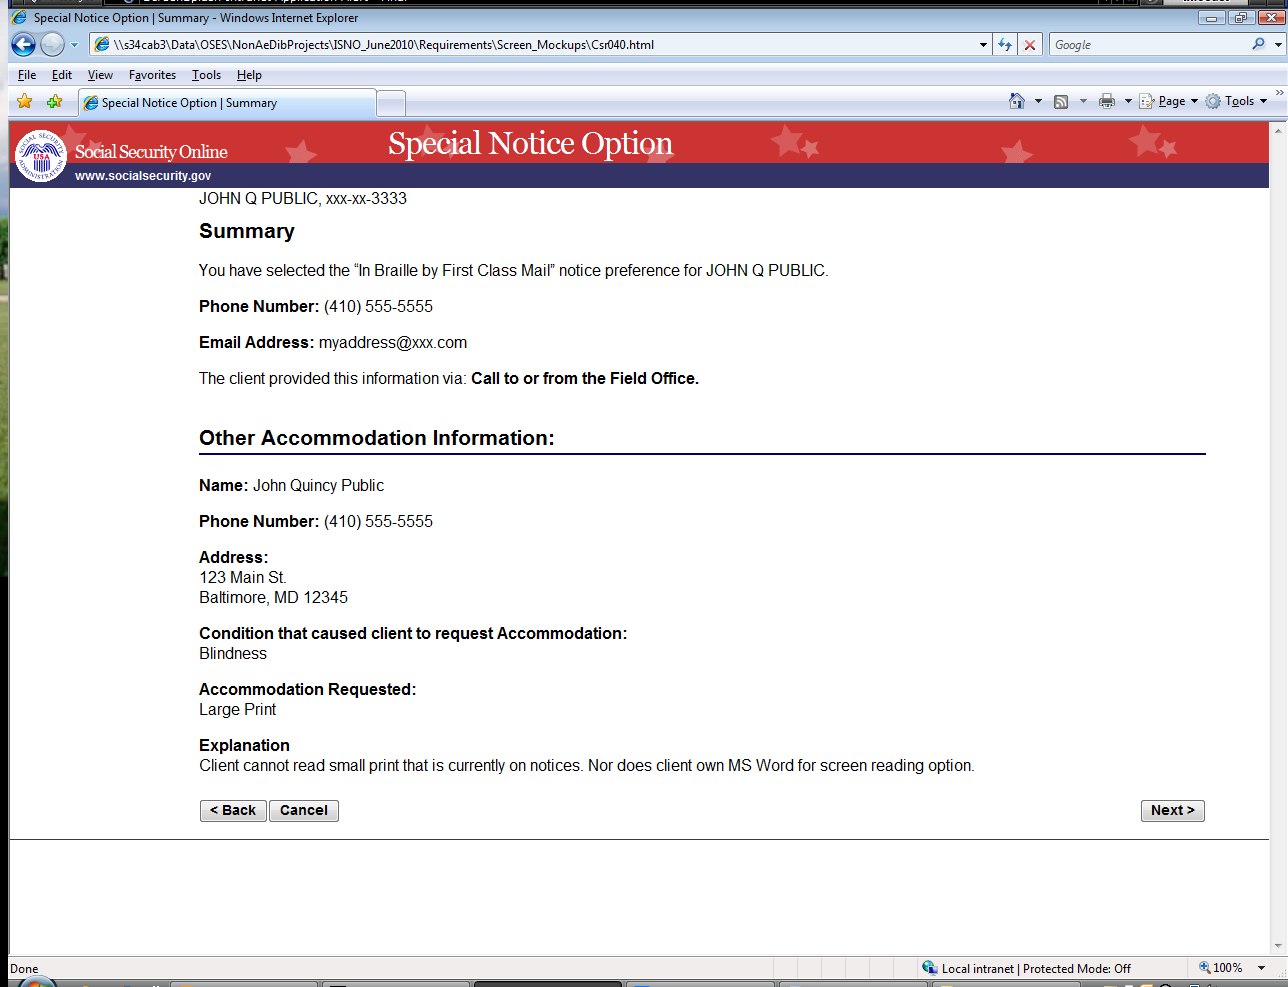 Special Notice Option | Summary - Windows Internet Explorer
\\s34cab3\Data\OSES\NonAeDibProjects\ISNO_June2010\Requirements\Screen_Mockups\Csr040.html
Google
File Edit View Favorites Tools Help
Special Notice Option | Summary
Page Tools
Social Security Online
Special Notice Option
www.socialsecurity.gov
JOHN Q PUBLIC, xxx-xx-3333
Summary
You have selected the “In Braille by First Class Mail” notice preference for JOHN Q PUBLIC.
Phone Number: (410) 555-5555
Email Address: myaddress@xxx.com
The client provided this information via: Call to or from the Field Office.
Other Accommodation Information:
Name: John Quincy Public
Phone Number: (410) 555-5555
Address:
123 Main St.
Baltimore, MD 12345
Condition that caused client to request Accommodation:
Blindness
Accommodation Requested:
Large Print
Explanation
Client cannot read small print that is currently on notices. Nor does client own MS Word for screen reading option.
< Back Cancel Next >
Done
Local intranet | Protected Mode: Off
100%